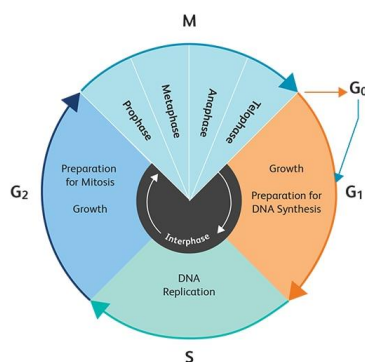 M
Prophase
Metaphase
Anaphase
Telophase
G0
G2
Preparation
for Mitosis
Growth
Growth
Preparation for
DNA Synthesis
G1
Interphase
DNA
Replication
S